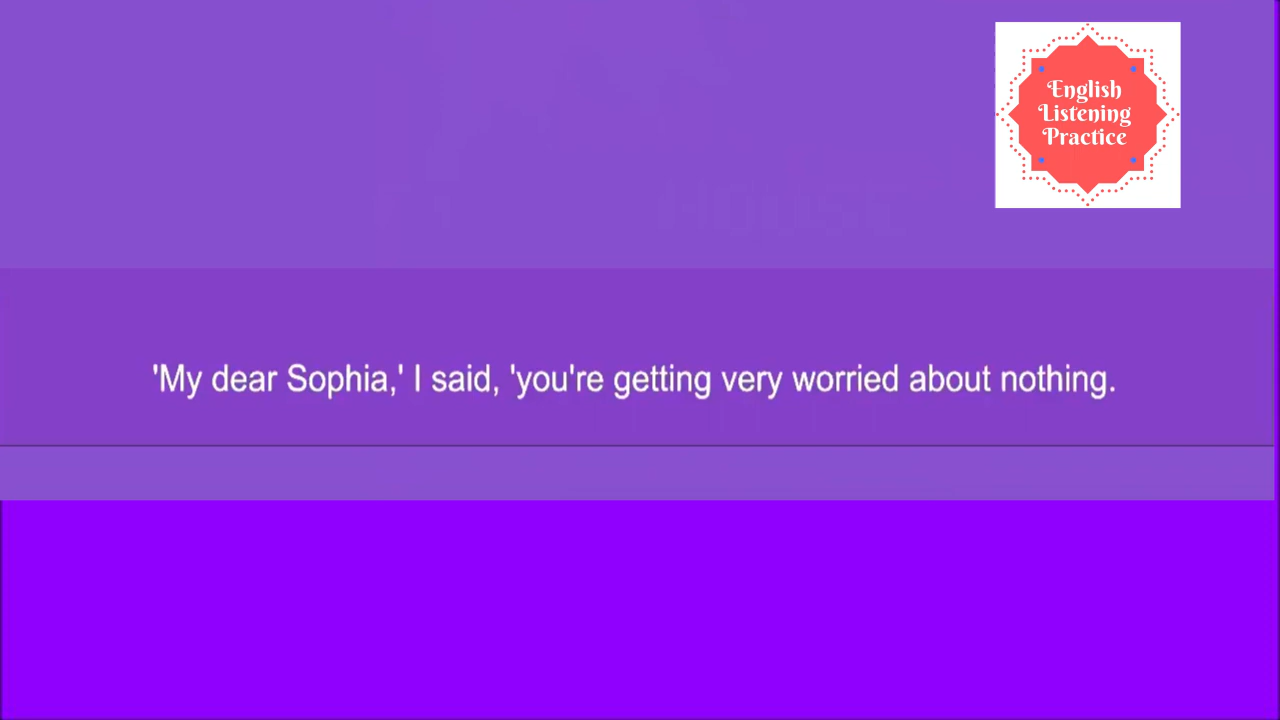 English
Listening
Practice
'My dear Sophia,' I said, 'you're getting very worried about nothing.